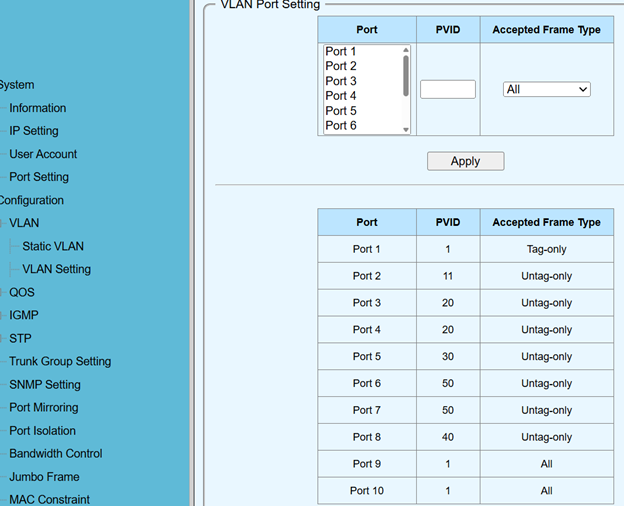 System
Information
IP Setting
User Account
Port Setting
Configuration
VLAN
Static VLAN
VLAN Setting
QOS
IGMP
STP
Trunk Group Setting
SNMP Setting
Port Mirroring
Port Isolation
Bandwidth Control
Jumbo Frame
MAC Constraint
VLAN Port Setting
Port PVID Accepted Frame Type
Port 1
Port 2
Port 3
Port 4
Port 5
Port 6
All
Apply
Port PVID Accepted Frame Type
Port 1 1 Tag-only
Port 2 11 Untag-only
Port 3 20 Untag-only
Port 4 20 Untag-only
Port 5 30 Untag-only
Port 6 50 Untag-only
Port 7 50 Untag-only
Port 8 40 Untag-only
Port 9 1 All
Port 10 1 All